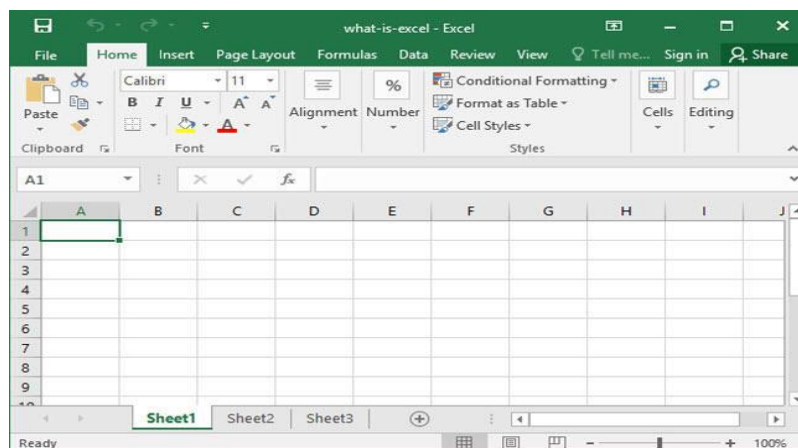 what-is-excel - Excel
File Home Insert Page Layout Formulas Data Review View Tell me... Sign in Share
Calibri 11 % Conditional Formatting
B I U A A Format as Table
Paste Alignment Number Cells Editing
A Cell Styles
Clipboard Font Styles
A1 fx
A B C D E F G H I J
1
2
3
4
5
6
7
8
9
10
Sheet1 Sheet2 Sheet3
Ready 100%